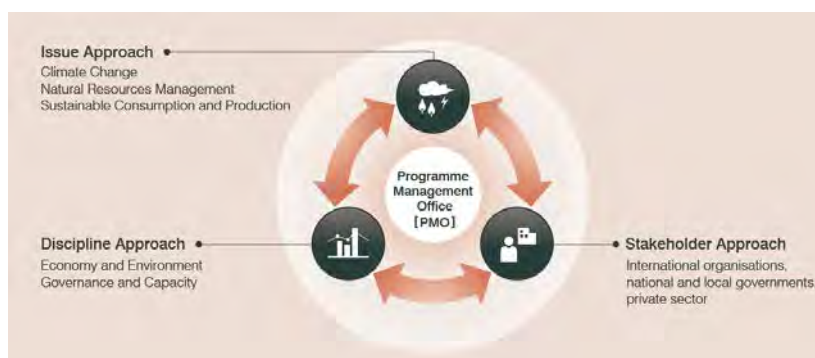 Issue Approach
Climate Change
Natural Resources Management
Sustainable Consumption and Production
Programme
Management
Office
[PMO]
Discipline Approach
Economy and Environment
Governance and Capacity
Stakeholder Approach
International organisations,
national and local governments
private sector